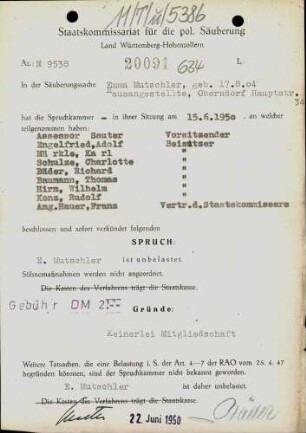 11/T/U/5386
Staatskommissariat für die pol. Säuberung
Land Württemberg-Hohenzollern
Az.: N 9538
20091
634
In der Säuberungssache Emma Mutschler, geb. 17.8.04
Hausangestellte, Oberndorf Hauptstr.
34
hat die Spruchkammer – in ihrer Sitzung am 15.6.1950 an welcher
teilgenommen haben:
Assessor Sauter Vorsitzender
Engelfried, Adolf Beisitzer
Märkle, Karl "
Schulze, Charlotte "
Bäder, Richard "
Baumann, Thomas "
Hirn, Wilhelm "
Konz, Rudolf "
Ang.Hauer, Franz Vertr.d.Staatskommissars
beschlossen und sofort verkündet folgenden
SPRUCH:
E. Mutschler ist unbelastet.
Sühnemaßnahmen werden nicht angeordnet.
Die Kosten des Verfahrens trägt die Staatskasse.
Gebühr DM 2
Gründe:
Keinerlei Mitgliedschaft
Weitere Tatsachen, die eine Belastung i. S. der Art. 4–7 der RAO vom 26. 4. 47
begründen könnten, sind der Spruchkammer nicht bekannt geworden.
E. Mutschler ist daher unbelastet.
Die Kosten des Verfahrens trägt die Staatskasse.
22 Juni 1950